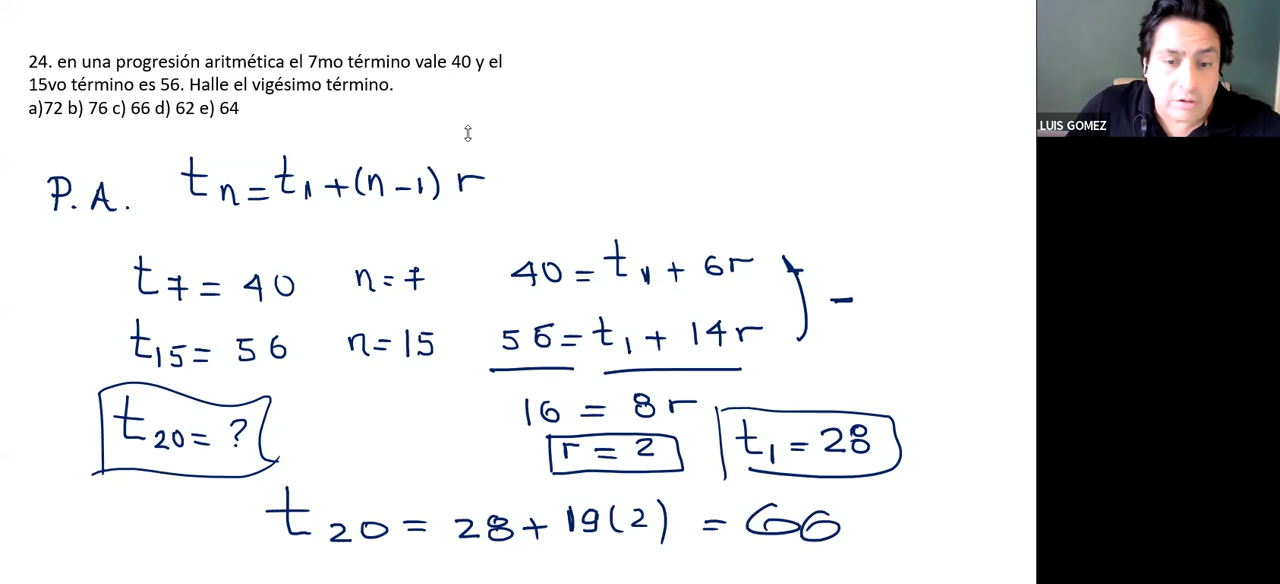 24. en una progresión aritmética el 7mo término vale 40 y el
15vo término es 56. Halle el vigésimo término.
a)72 b) 76 c) 66 d) 62 e) 64
LUIS GOMEZ
P.A. tn=t1+(n-1)r
t7=40 n=7 40=t1+6r
t15=56 n=15 56=t1+14r
-
16=8r
t20=? r=2 t1=28
t20=28+19(2)=66